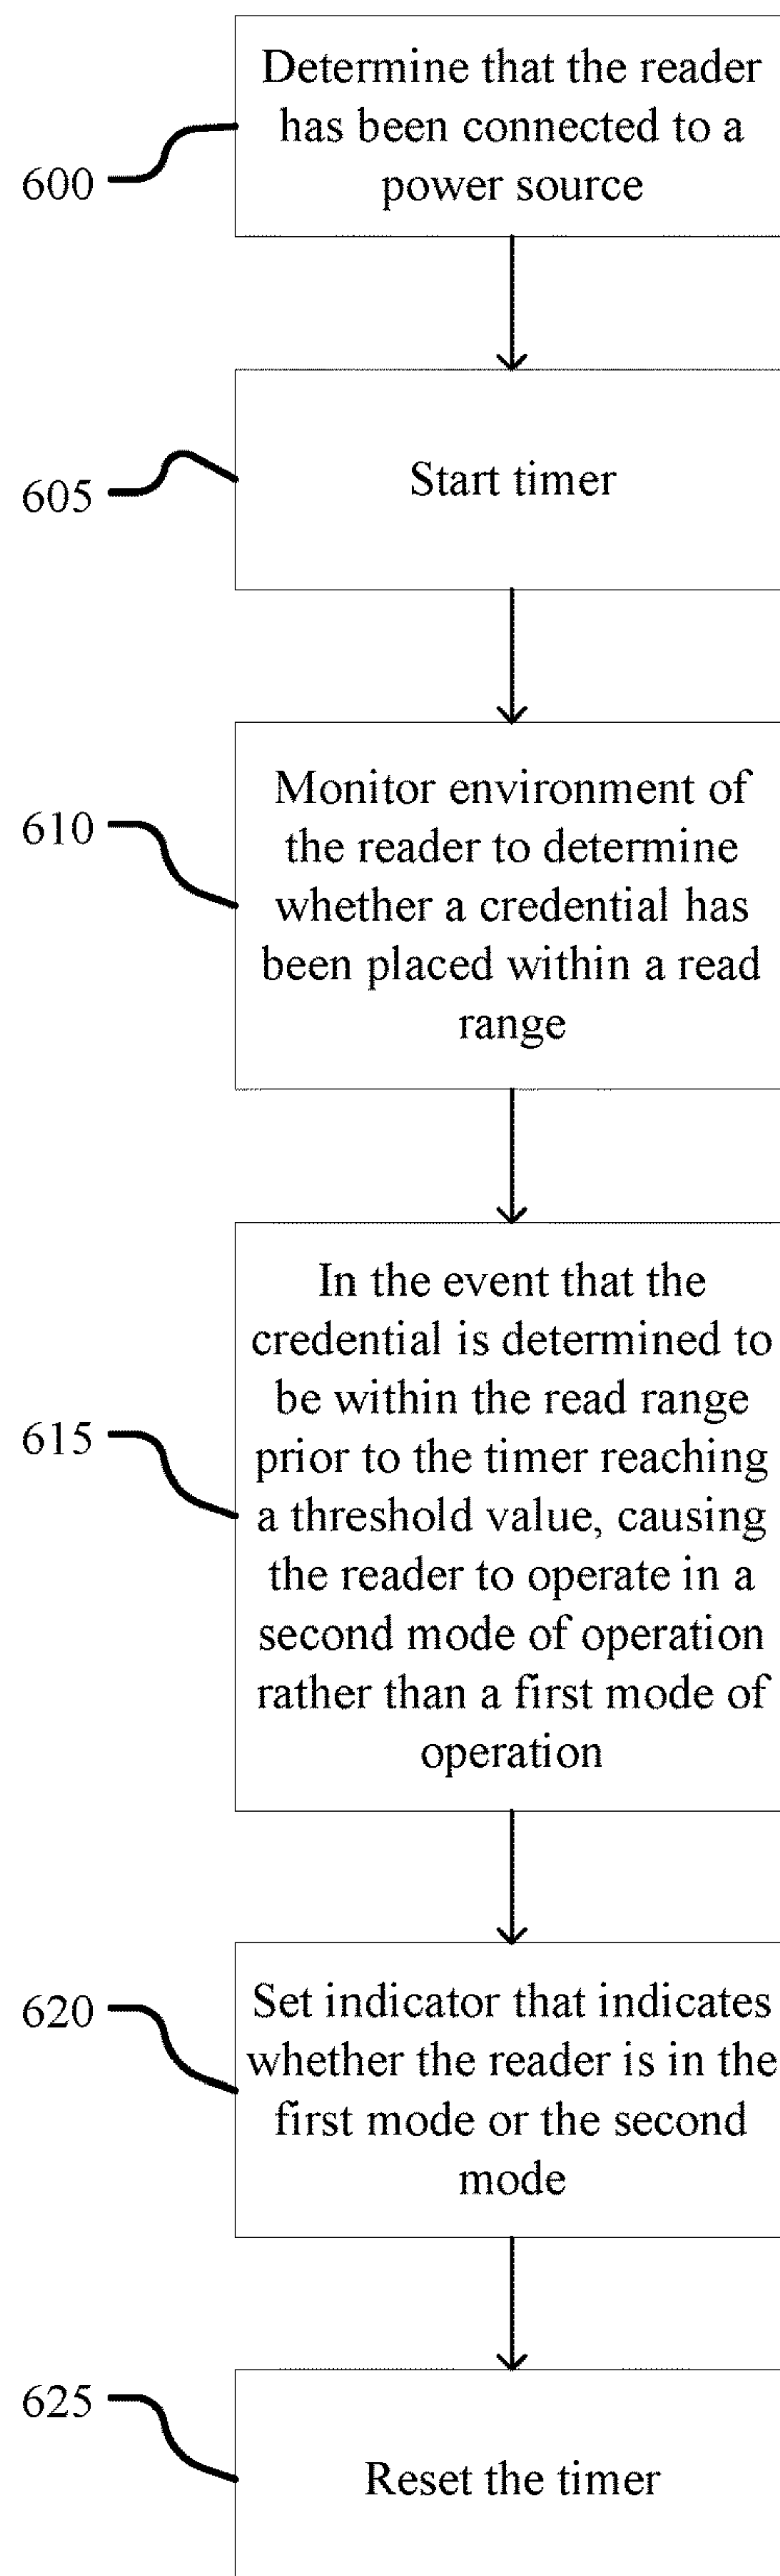 Determine that the reader
has been connected to a
power source
600
Start timer
605
Monitor environment of
the reader to determine
whether a credential has
been placed within a read
range
610
In the event that the
credential is determined to
be within the read range
prior to the timer reaching
a threshold value, causing
the reader to operate in a
second mode of operation
rather than a first mode of
operation
615
Set indicator that indicates
whether the reader is in the
first mode or the second
mode
620
Reset the timer
625